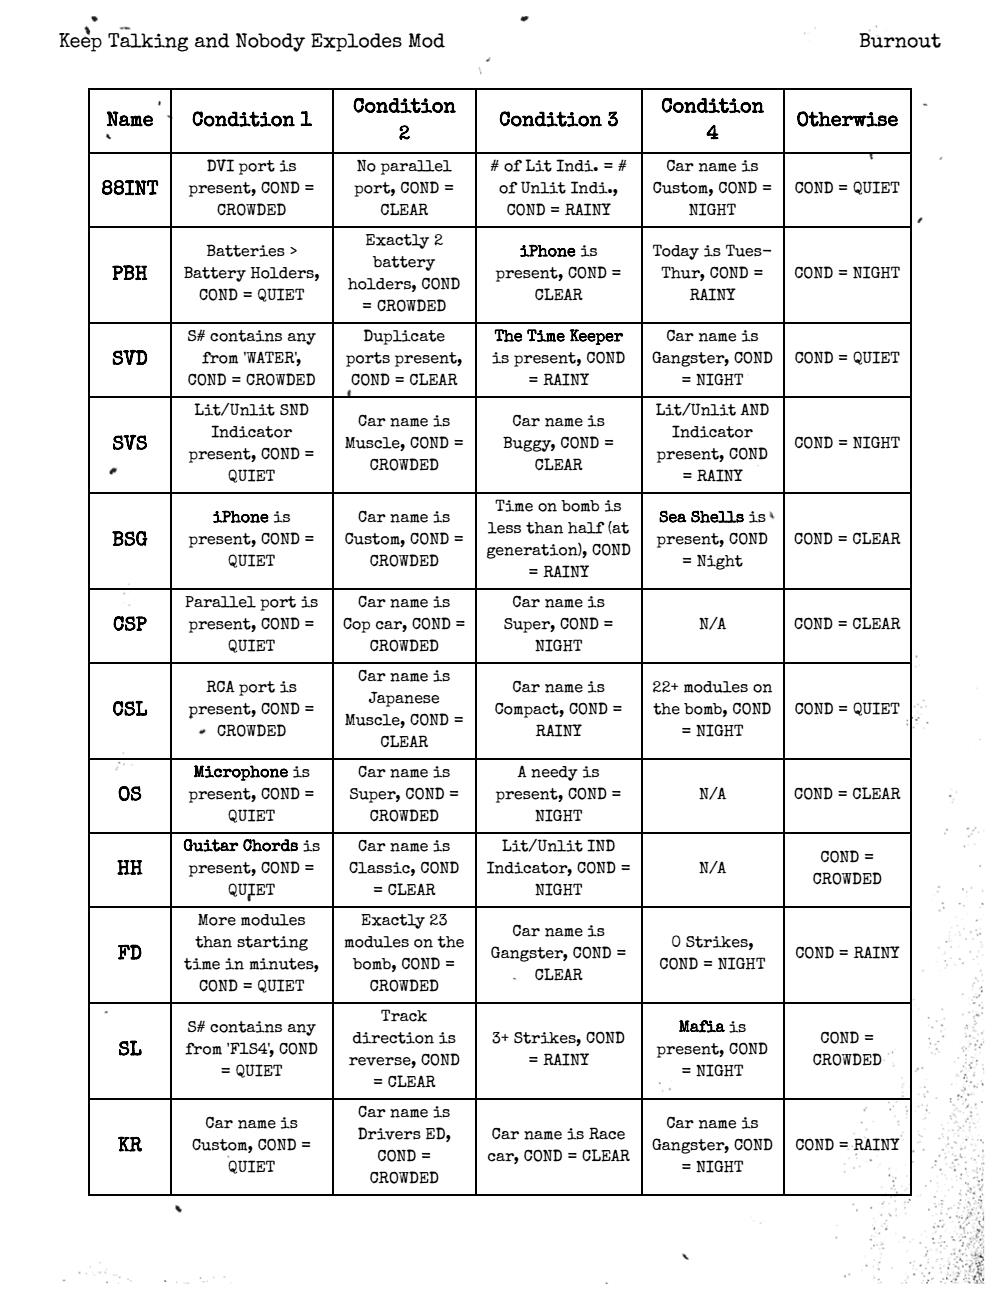 Keep Talking and Nobody Explodes Mod
Burnout
Name
Condition 1
Condition
2
Condition 3
Condition
4
Otherwise
88INT
DVI port is
present, COND =
CROWDED
No parallel
port, COND =
CLEAR
# of Lit Indi. = #
of Unlit Indi.,
COND = RAINY
Car name is
Custom, COND =
NIGHT
COND = QUIET
PBH
Batteries >
Battery Holders,
COND = QUIET
Exactly 2
battery
holders, COND
= CROWDED
iPhone is
present, COND =
CLEAR
Today is Tues-
Thur, COND =
RAINY
COND = NIGHT
SVD
S# contains any
from 'WATER',
COND = CROWDED
Duplicate
ports present,
COND = CLEAR
The Time Keeper
is present, COND
= RAINY
Car name is
Gangster, COND
= NIGHT
COND = QUIET
SVS
Lit/Unlit SND
Indicator
present, COND =
QUIET
Car name is
Muscle, COND =
CROWDED
Car name is
Buggy, COND =
CLEAR
Lit/Unlit AND
Indicator
present, COND
= RAINY
COND = NIGHT
BSG
iPhone is
present, COND =
QUIET
Car name is
Custom, COND =
CROWDED
Time on bomb is
less than half (at
generation), COND
= RAINY
Sea Shells is
present, COND
= Night
COND = CLEAR
CSP
Parallel port is
present, COND =
QUIET
Car name is
Cop car, COND =
CROWDED
Car name is
Super, COND =
NIGHT
N/A
COND = CLEAR
CSL
RCA port is
present, COND =
CROWDED
Car name is
Japanese
Muscle, COND =
CLEAR
Car name is
Compact, COND =
RAINY
22+ modules on
the bomb, COND
= NIGHT
COND = QUIET
OS
Microphone is
present, COND =
QUIET
Car name is
Super, COND =
CROWDED
A needy is
present, COND =
NIGHT
N/A
COND = CLEAR
HH
Guitar Chords is
present, COND =
QUIET
Car name is
Classic, COND
= CLEAR
Lit/Unlit IND
Indicator, COND =
NIGHT
N/A
COND =
CROWDED
FD
More modules
than starting
time in minutes,
COND = QUIET
Exactly 23
modules on the
bomb, COND =
CROWDED
Car name is
Gangster, COND =
CLEAR
0 Strikes,
COND = NIGHT
COND = RAINY
SL
S# contains any
from 'F1S4', COND
= QUIET
Track
direction is
reverse, COND
= CLEAR
3+ Strikes, COND
= RAINY
Mafia is
present, COND
= NIGHT
COND =
CROWDED
KR
Car name is
Custom, COND =
QUIET
Car name is
Drivers ED,
COND =
CROWDED
Car name is Race
car, COND = CLEAR
Car name is
Gangster, COND
= NIGHT
COND = RAINY